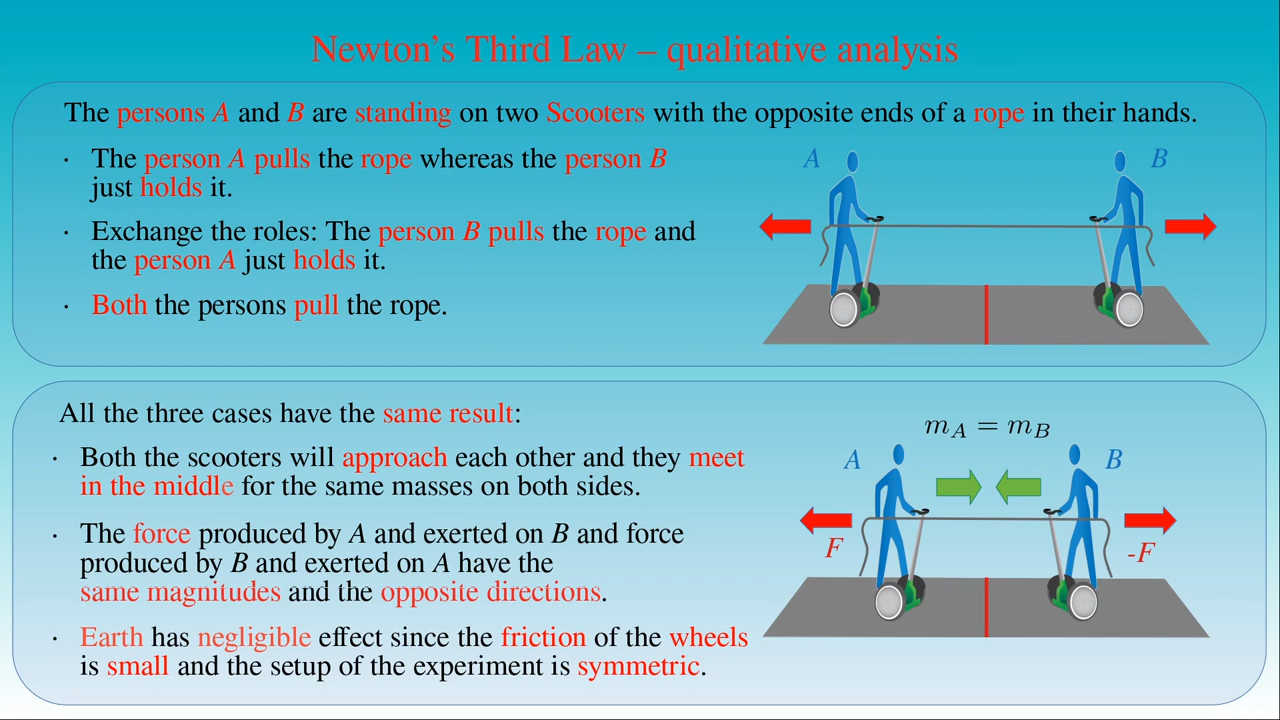 Newton's Third Law – qualitative analysis
The persons A and B are standing on two Scooters with the opposite ends of a rope in their hands.
· The person A pulls the rope whereas the person B
just holds it.
· Exchange the roles: The person B pulls the rope and
the person A just holds it.
· Both the persons pull the rope.
A B
All the three cases have the same result:
· Both the scooters will approach each other and they meet
in the middle for the same masses on both sides.
· The force produced by A and exerted on B and force
produced by B and exerted on A have the
same magnitudes and the opposite directions.
· Earth has negligible effect since the friction of the wheels
is small and the setup of the experiment is symmetric.
m_A = m_B
A B
F -F